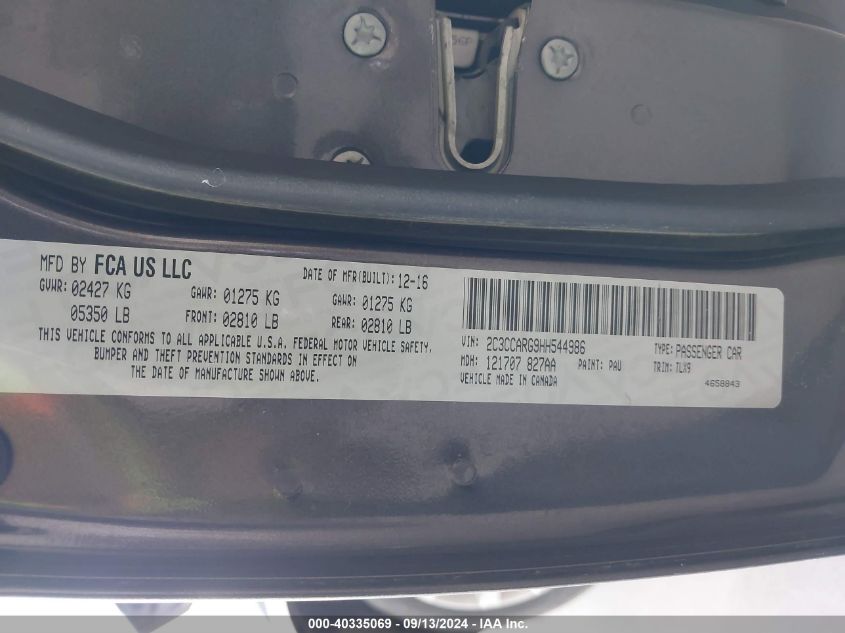 MFD BY FCA US LLC
DATE OF MFR(BUILT): 12-16
GVWR: 02427 KG
GAWR: 01275 KG
GAWR: 01275 KG
05350 LB
FRONT: 02810 LB
REAR: 02810 LB
THIS VEHICLE CONFORMS TO ALL APPLICABLE U.S.A. FEDERAL MOTOR VEHICLE SAFETY,
BUMPER AND THEFT PREVENTION STANDARDS IN EFFECT ON
THE DATE OF MANUFACTURE SHOWN ABOVE.
VIN: 2C3CCARG9HH544986
TYPE: PASSENGER CAR
MDH: 121707 827AA
PAINT: PAU
TRIM: TLX9
VEHICLE MADE IN CANADA
4658843
000-40335069 - 09/13/2024 - IAA Inc.